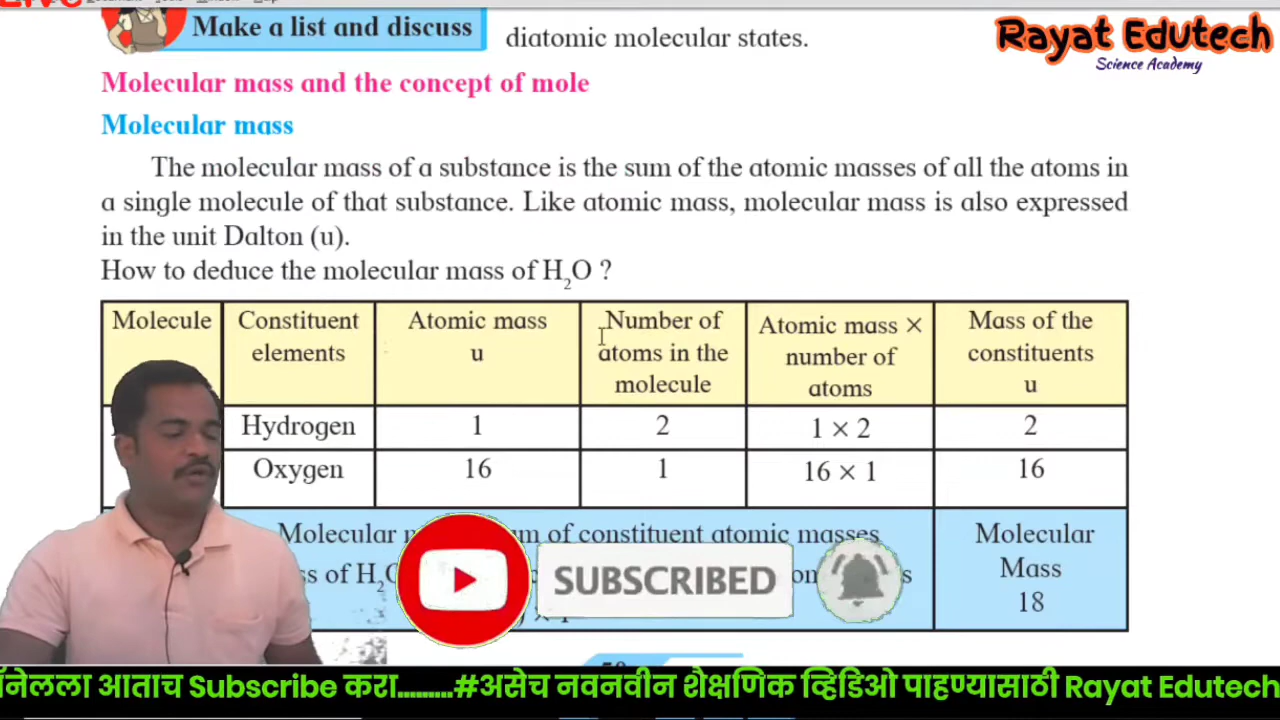 Make a list and discuss
diatomic molecular states.
Rayat Edutech
Science Academy
Molecular mass and the concept of mole
Molecular mass
The molecular mass of a substance is the sum of the atomic masses of all the atoms in
a single molecule of that substance. Like atomic mass, molecular mass is also expressed
in the unit Dalton (u).
How to deduce the molecular mass of H₂O ?
Molecule Constituent elements Atomic mass u Number of atoms in the molecule Atomic mass × number of atoms Mass of the constituents u
Hydrogen 1 2 1 × 2 2
Oxygen 16 1 16 × 1 16
Molecular of constituent atomic masses
of H₂O
Molecular
Mass
18
SUBSCRIBED
आताच Subscribe करा.........#असेच नवनवीन शैक्षणिक व्हिडिओ पाहण्यासाठी Rayat Edutech